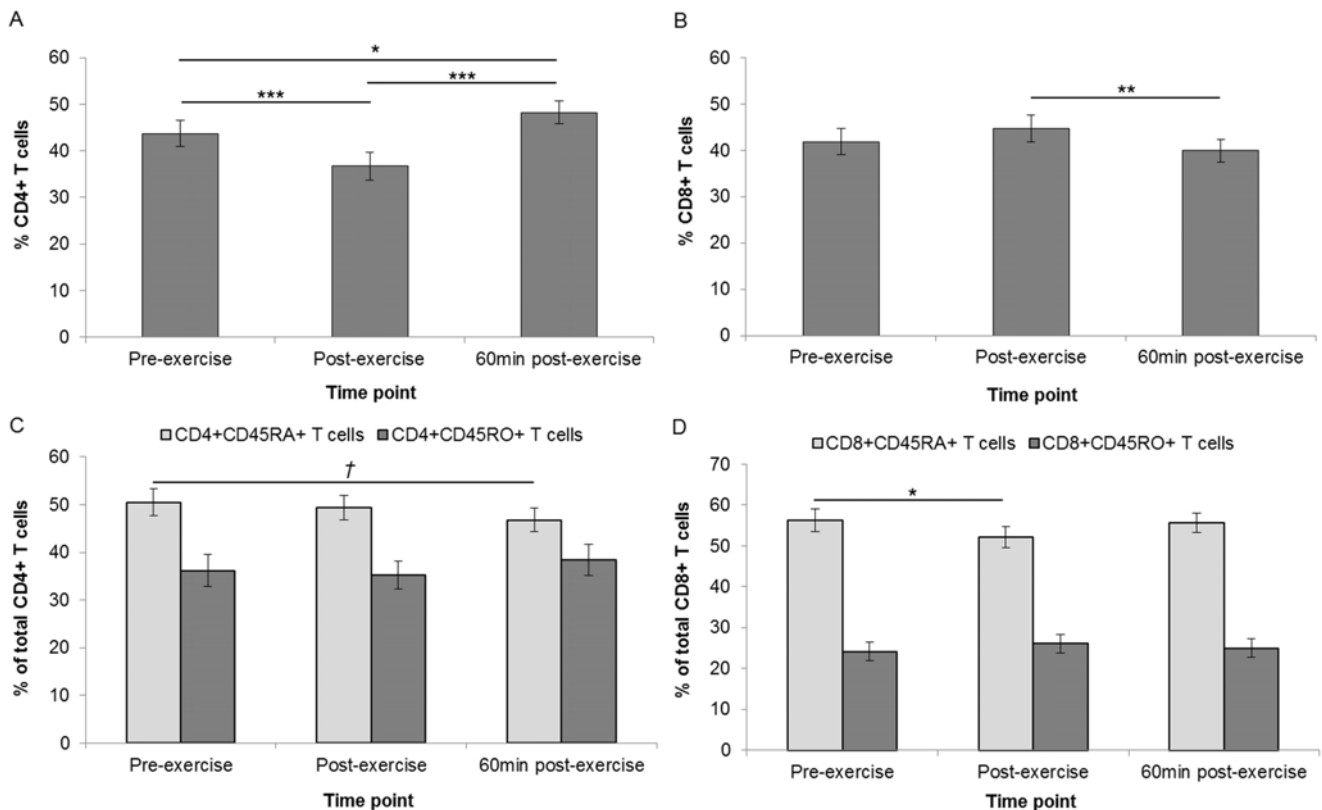 A
60
50
40
30
20
10
0
% CD4+ T cells
*
***
***
Pre-exercise Post-exercise 60min post-exercise
Time point
B
60
50
40
30
20
10
0
% CD8+ T cells
**
Pre-exercise Post-exercise 60min post-exercise
Time point
C
CD4+CD45RA+ T cells CD4+CD45RO+ T cells
60
50
40
30
20
10
0
% of total CD4+ T cells
†
Pre-exercise Post-exercise 60min post-exercise
Time point
D
CD8+CD45RA+ T cells CD8+CD45RO+ T cells
70
60
50
40
30
20
10
0
% of total CD8+ T cells
*
Pre-exercise Post-exercise 60min post-exercise
Time point